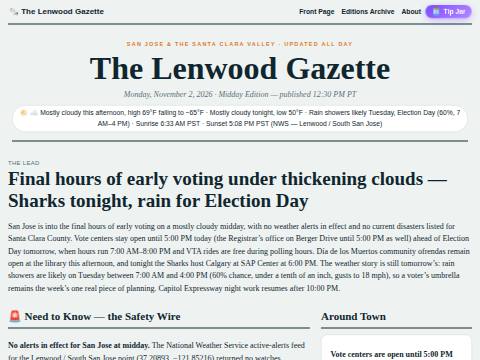 The Lenwood Gazette
Front Page Editions Archive About Tip Jar
SAN JOSE & THE SANTA CLARA VALLEY · UPDATED ALL DAY
The Lenwood Gazette
Monday, November 2, 2026 · Midday Edition — published 12:30 PM PT
Mostly cloudy this afternoon, high 69°F falling to ~65°F · Mostly cloudy tonight, low 50°F · Rain showers likely Tuesday, Election Day (60%, 7
AM–4 PM) · Sunrise 6:33 AM PST · Sunset 5:08 PM PST (NWS — Lenwood / South San Jose)
THE LEAD
Final hours of early voting under thickening clouds —
Sharks tonight, rain for Election Day
San Jose is into the final hours of early voting on a mostly cloudy midday, with no weather alerts in effect and no current disasters listed for
Santa Clara County. Vote centers stay open until 5:00 PM today (the Registrar's office on Berger Drive until 5:00 PM as well) ahead of Election
Day tomorrow, when hours run 7:00 AM–8:00 PM and VTA rides are free during polling hours. Día de los Muertos community ofrendas remain
open at the library this afternoon, and tonight the Sharks host Calgary at SAP Center at 6:00 PM. The weather story is still tomorrow's: rain
showers are likely on Tuesday between 7:00 AM and 4:00 PM (60% chance, under a tenth of an inch, gusts to 18 mph), so a voter's umbrella
remains the week's one real piece of planning. Capitol Expressway night work resumes after 10:00 PM.
Need to Know — the Safety Wire
Around Town
No alerts in effect for San Jose at midday. The National Weather Service active-alerts feed
for the Lenwood / South San Jose point (37.20893, −121.85216) returned no watches,
Vote centers are open until 5:00 PM